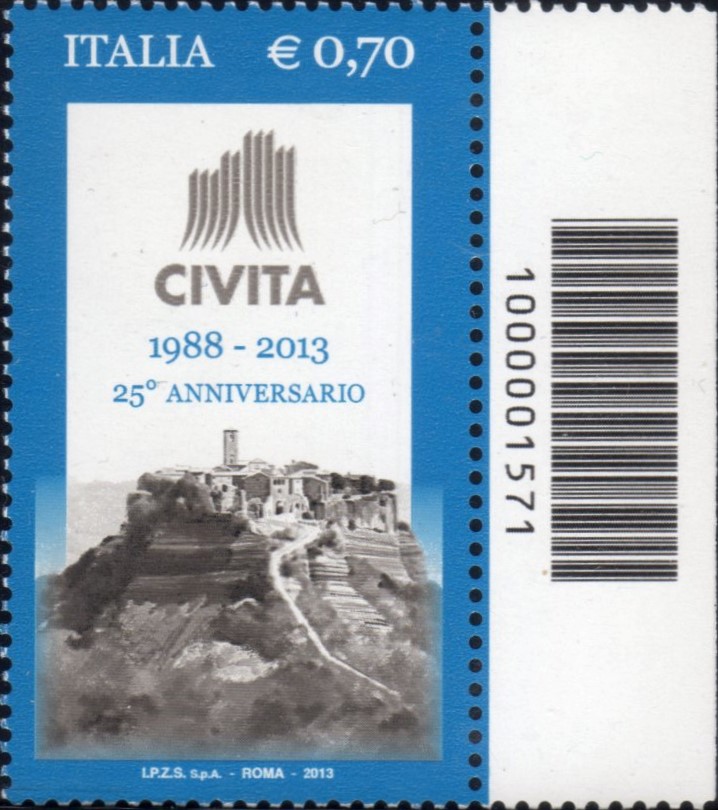 ITALIA € 0,70
CIVITA
1988 - 2013
25° ANNIVERSARIO
I.P.Z.S. S.p.A. - ROMA - 2013
1000001571